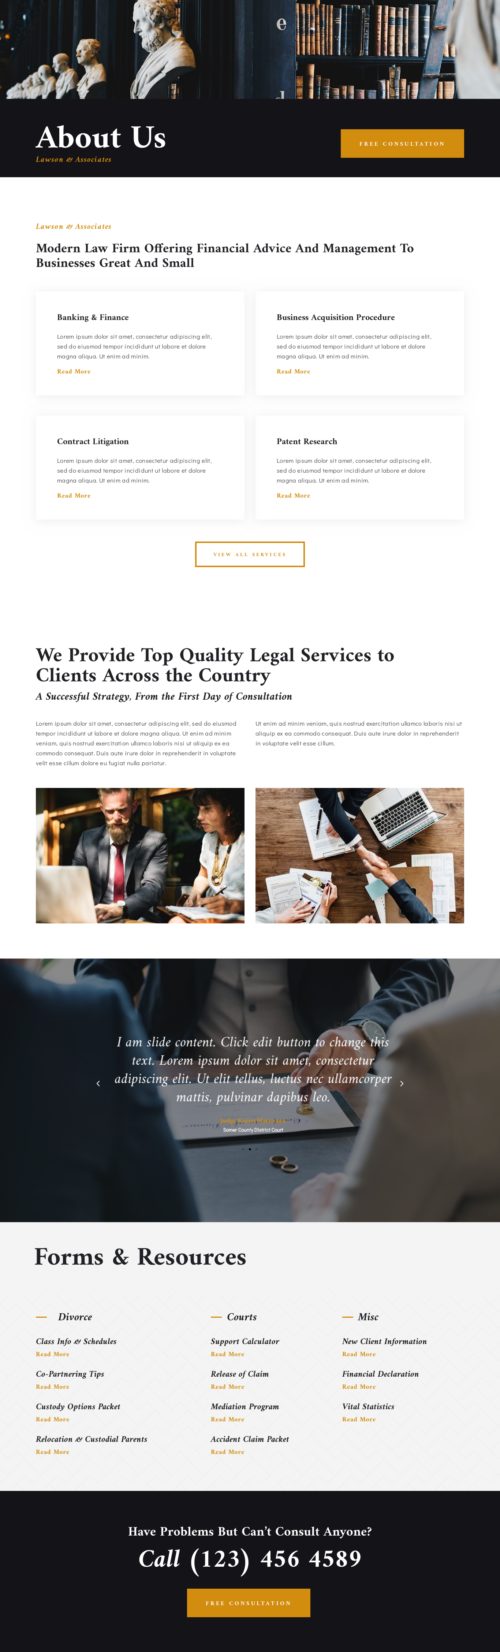 e
About Us
Lawson & Associates
FREE CONSULTATION
Lawson & Associates
Modern Law Firm Offering Financial Advice And Management To
Businesses Great And Small
Banking & Finance
Lorem ipsum dolor sit amet, consectetur adipiscing elit,
sed do eiusmod tempor incididunt ut labore et dolore
magna aliqua. Ut enim ad minim.
Read More
Business Acquisition Procedure
Lorem ipsum dolor sit amet, consectetur adipiscing elit,
sed do eiusmod tempor incididunt ut labore et dolore
magna aliqua. Ut enim ad minim.
Read More
Contract Litigation
Lorem ipsum dolor sit amet, consectetur adipiscing elit,
sed do eiusmod tempor incididunt ut labore et dolore
magna aliqua. Ut enim ad minim.
Read More
Patent Research
Lorem ipsum dolor sit amet, consectetur adipiscing elit,
sed do eiusmod tempor incididunt ut labore et dolore
magna aliqua. Ut enim ad minim.
Read More
VIEW ALL SERVICES
We Provide Top Quality Legal Services to
Clients Across the Country
A Successful Strategy, From the First Day of Consultation
Lorem ipsum dolor sit amet, consectetur adipiscing elit, sed do eiusmod
tempor incididunt ut labore et dolore magna aliqua. Ut enim ad minim
veniam, quis nostrud exercitation ullamco laboris nisi ut aliquip ex ea
commodo consequat. Duis aute irure dolor in reprehenderit in voluptate
velit esse cillum dolore eu fugiat nulla pariatur.
Ut enim ad minim veniam, quis nostrud exercitation ullamco laboris nisi ut
aliquip ex ea commodo consequat. Duis aute irure dolor in reprehenderit
in voluptate velit esse cillum.
I am slide content. Click edit button to change this
text. Lorem ipsum dolor sit amet, consectetur
adipiscing elit. Ut elit tellus, luctus nec ullamcorper
mattis, pulvinar dapibus leo.
Somer County District Court
Forms & Resources
Divorce
Class Info & Schedules
Read More
Co-Partnering Tips
Read More
Custody Options Packet
Read More
Relocation & Custodial Parents
Read More
Courts
Support Calculator
Read More
Release of Claim
Read More
Mediation Program
Read More
Accident Claim Packet
Read More
Misc
New Client Information
Read More
Financial Declaration
Read More
Vital Statistics
Read More
Have Problems But Can't Consult Anyone?
Call (123) 456 4589
FREE CONSULTATION